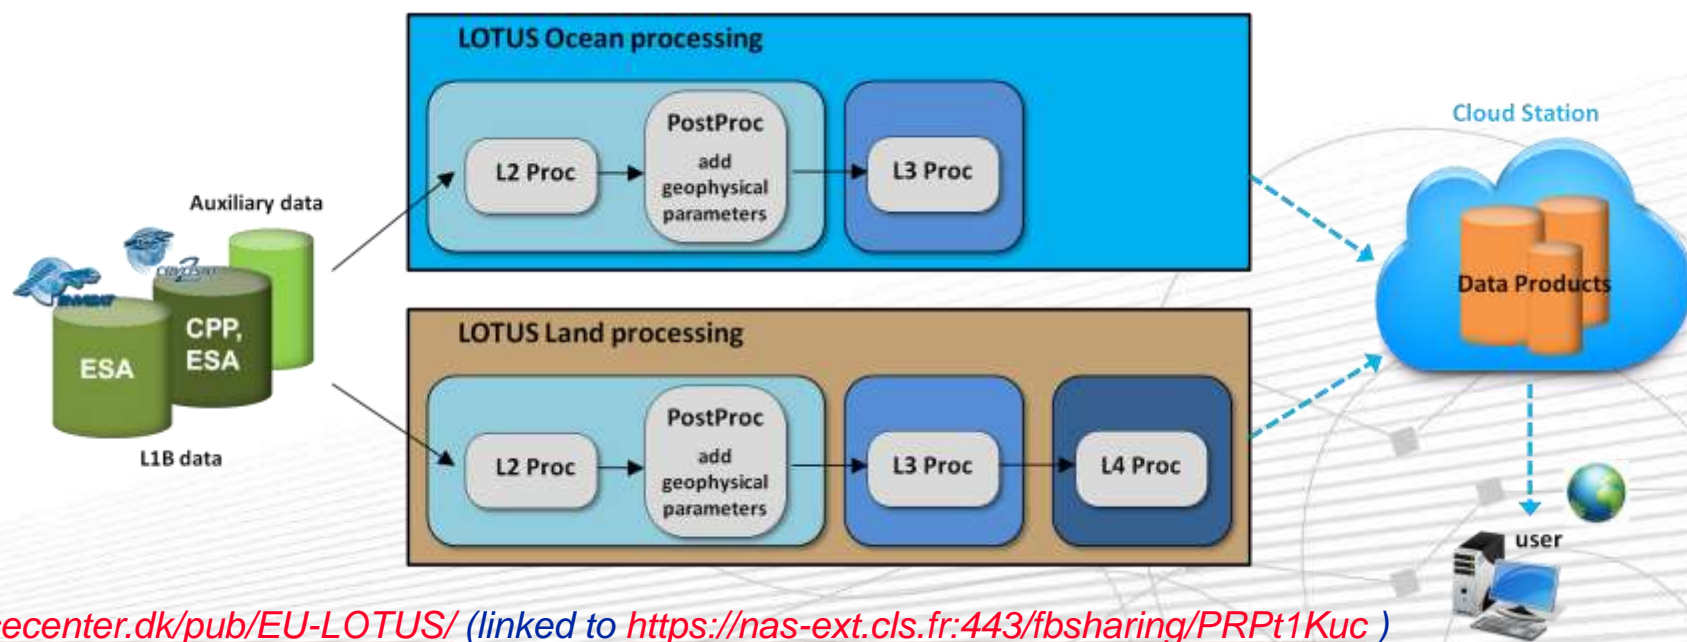 LOTUS Ocean processing
PostProc
add
geophysical
parameters
L2 Proc
L3 Proc
Cloud Station
Auxiliary data
ENVISAT
CPP,
ESA
ESA
L1B data
Data Products
LOTUS Land processing
PostProc
add
geophysical
parameters
L2 Proc
L3 Proc
L4 Proc
user
ecenter.dk/pub/EU-LOTUS/ (linked to https://nas-ext.cls.fr:443/fbsharing/PRPt1Kuc )